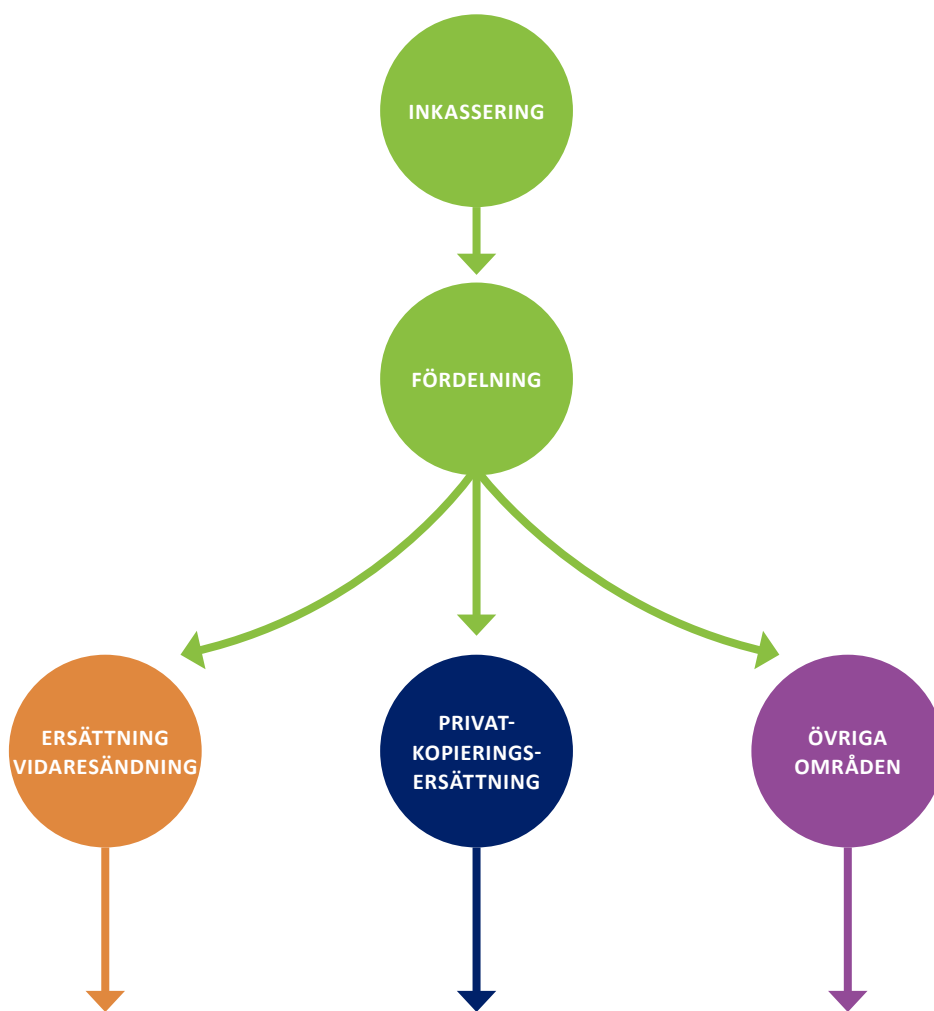 INKASSERING
FÖRDELNING
ERSÄTTNING
VIDARESÄNDNING
PRIVAT-
KOPIERINGS-
ERSÄTTNING
ÖVRIGA
OMRÅDEN